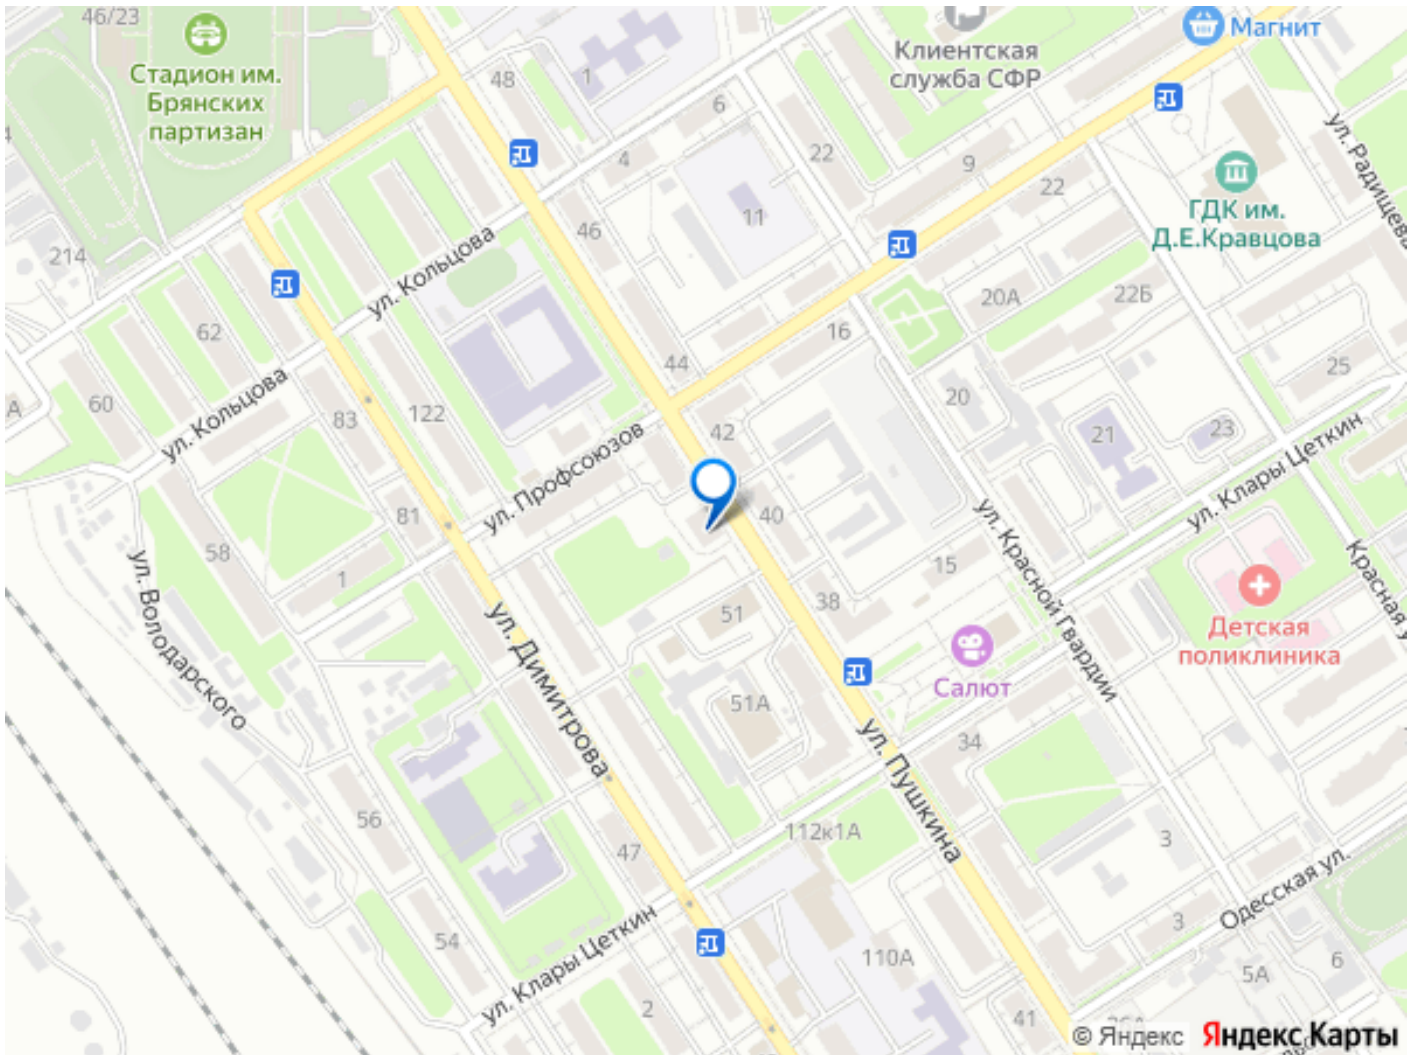 46/23
Стадион им.
Брянских
партизан
48
1
Клиентская
служба СФР
Магнит
6
4
22
9
22
ул. Радищева
11
46
ГДК им.
Д.Е.Кравцова
214
ул. Кольцова
20А
22Б
62
16
44
25
60
А
ул. Кольцова
83
122
42
20
21
23
ул. Клары Цеткин
ул. Профсоюзов
81
40
ул. Красной Гвардии
58
1
15
38
Красная у
ул. Володарского
51
Детская
поликлиника
Салют
51А
ул. Димитрова
ул. Пушкина
34
56
47
112к1А
3
Одесская ул.
3
54
ул. Клары Цеткин
110А
6
5А
2
41
© Яндекс Яндекс Карты